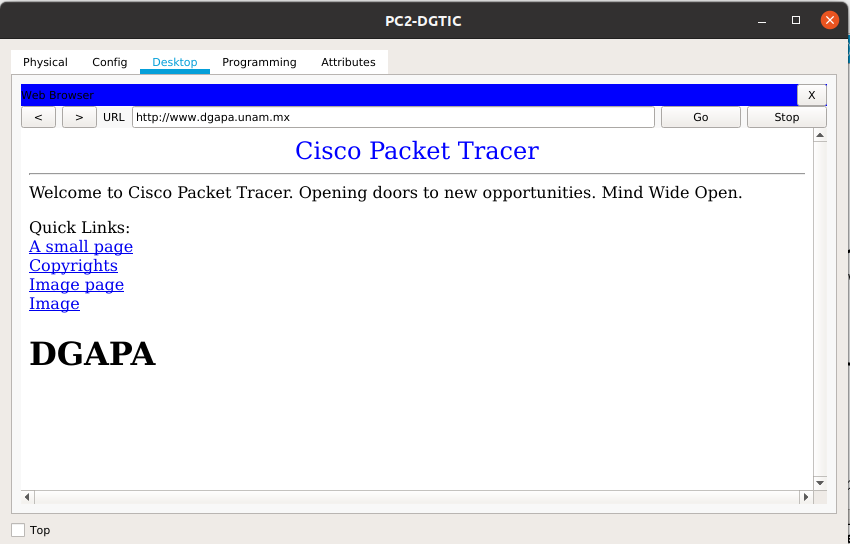 PC2-DGTIC
Physical Config Desktop Programming Attributes
Web Browser
X
< > URL http://www.dgapa.unam.mx Go Stop
Cisco Packet Tracer
Welcome to Cisco Packet Tracer. Opening doors to new opportunities. Mind Wide Open.
Quick Links:
A small page
Copyrights
Image page
Image
DGAPA
Top